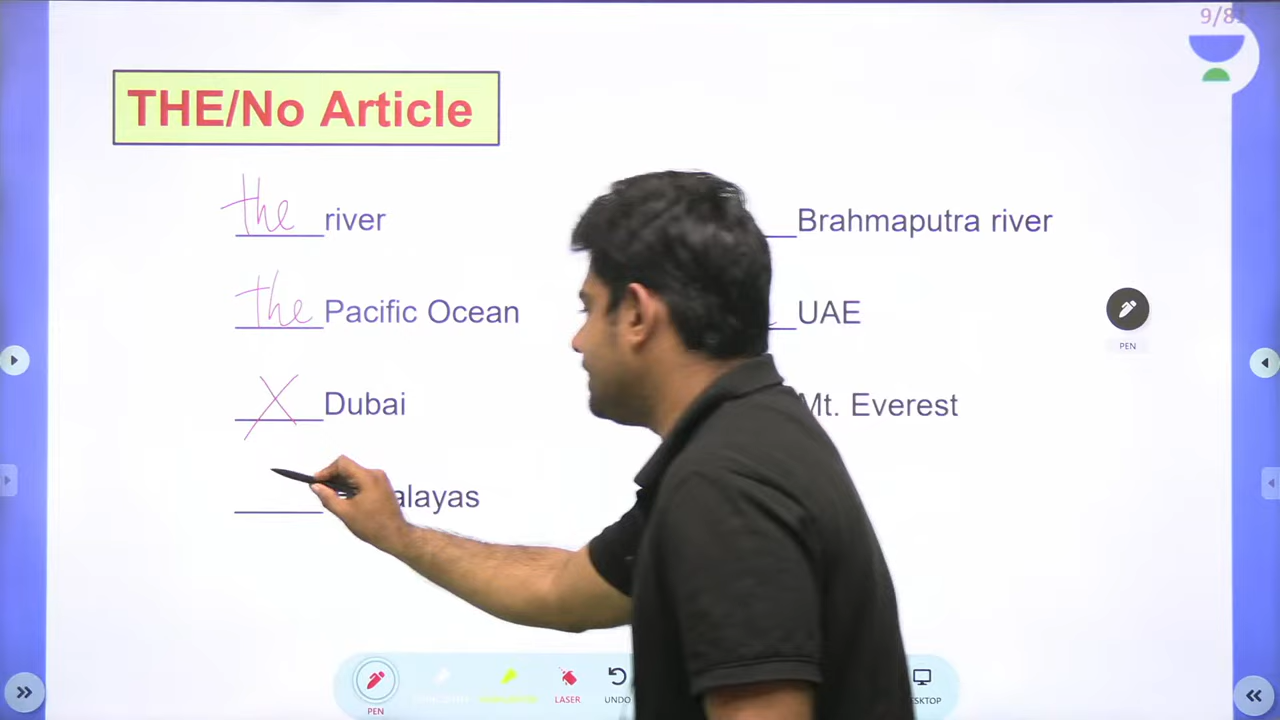 9/81
THE/No Article
the river
Brahmaputra river
the Pacific Ocean
UAE
X Dubai
Mt. Everest
alayas
PEN
PEN
LASER
UNDO